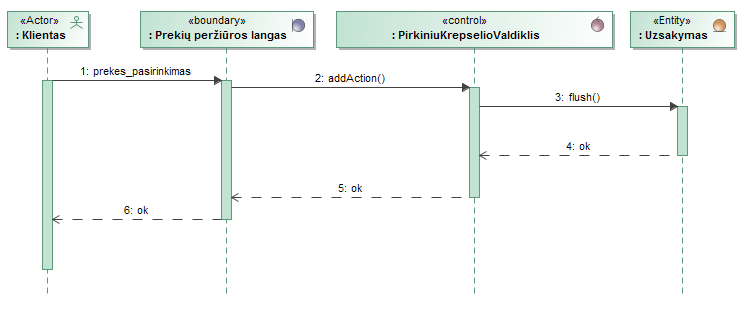 «Actor»
: Klientas
«boundary»
: Prekių peržiūros langas
«control»
: PirkiniuKrepselioValdiklis
«Entity»
: Uzsakymas
1: prekes_pasirinkimas
2: addAction()
3: flush()
4: ok
5: ok
6: ok